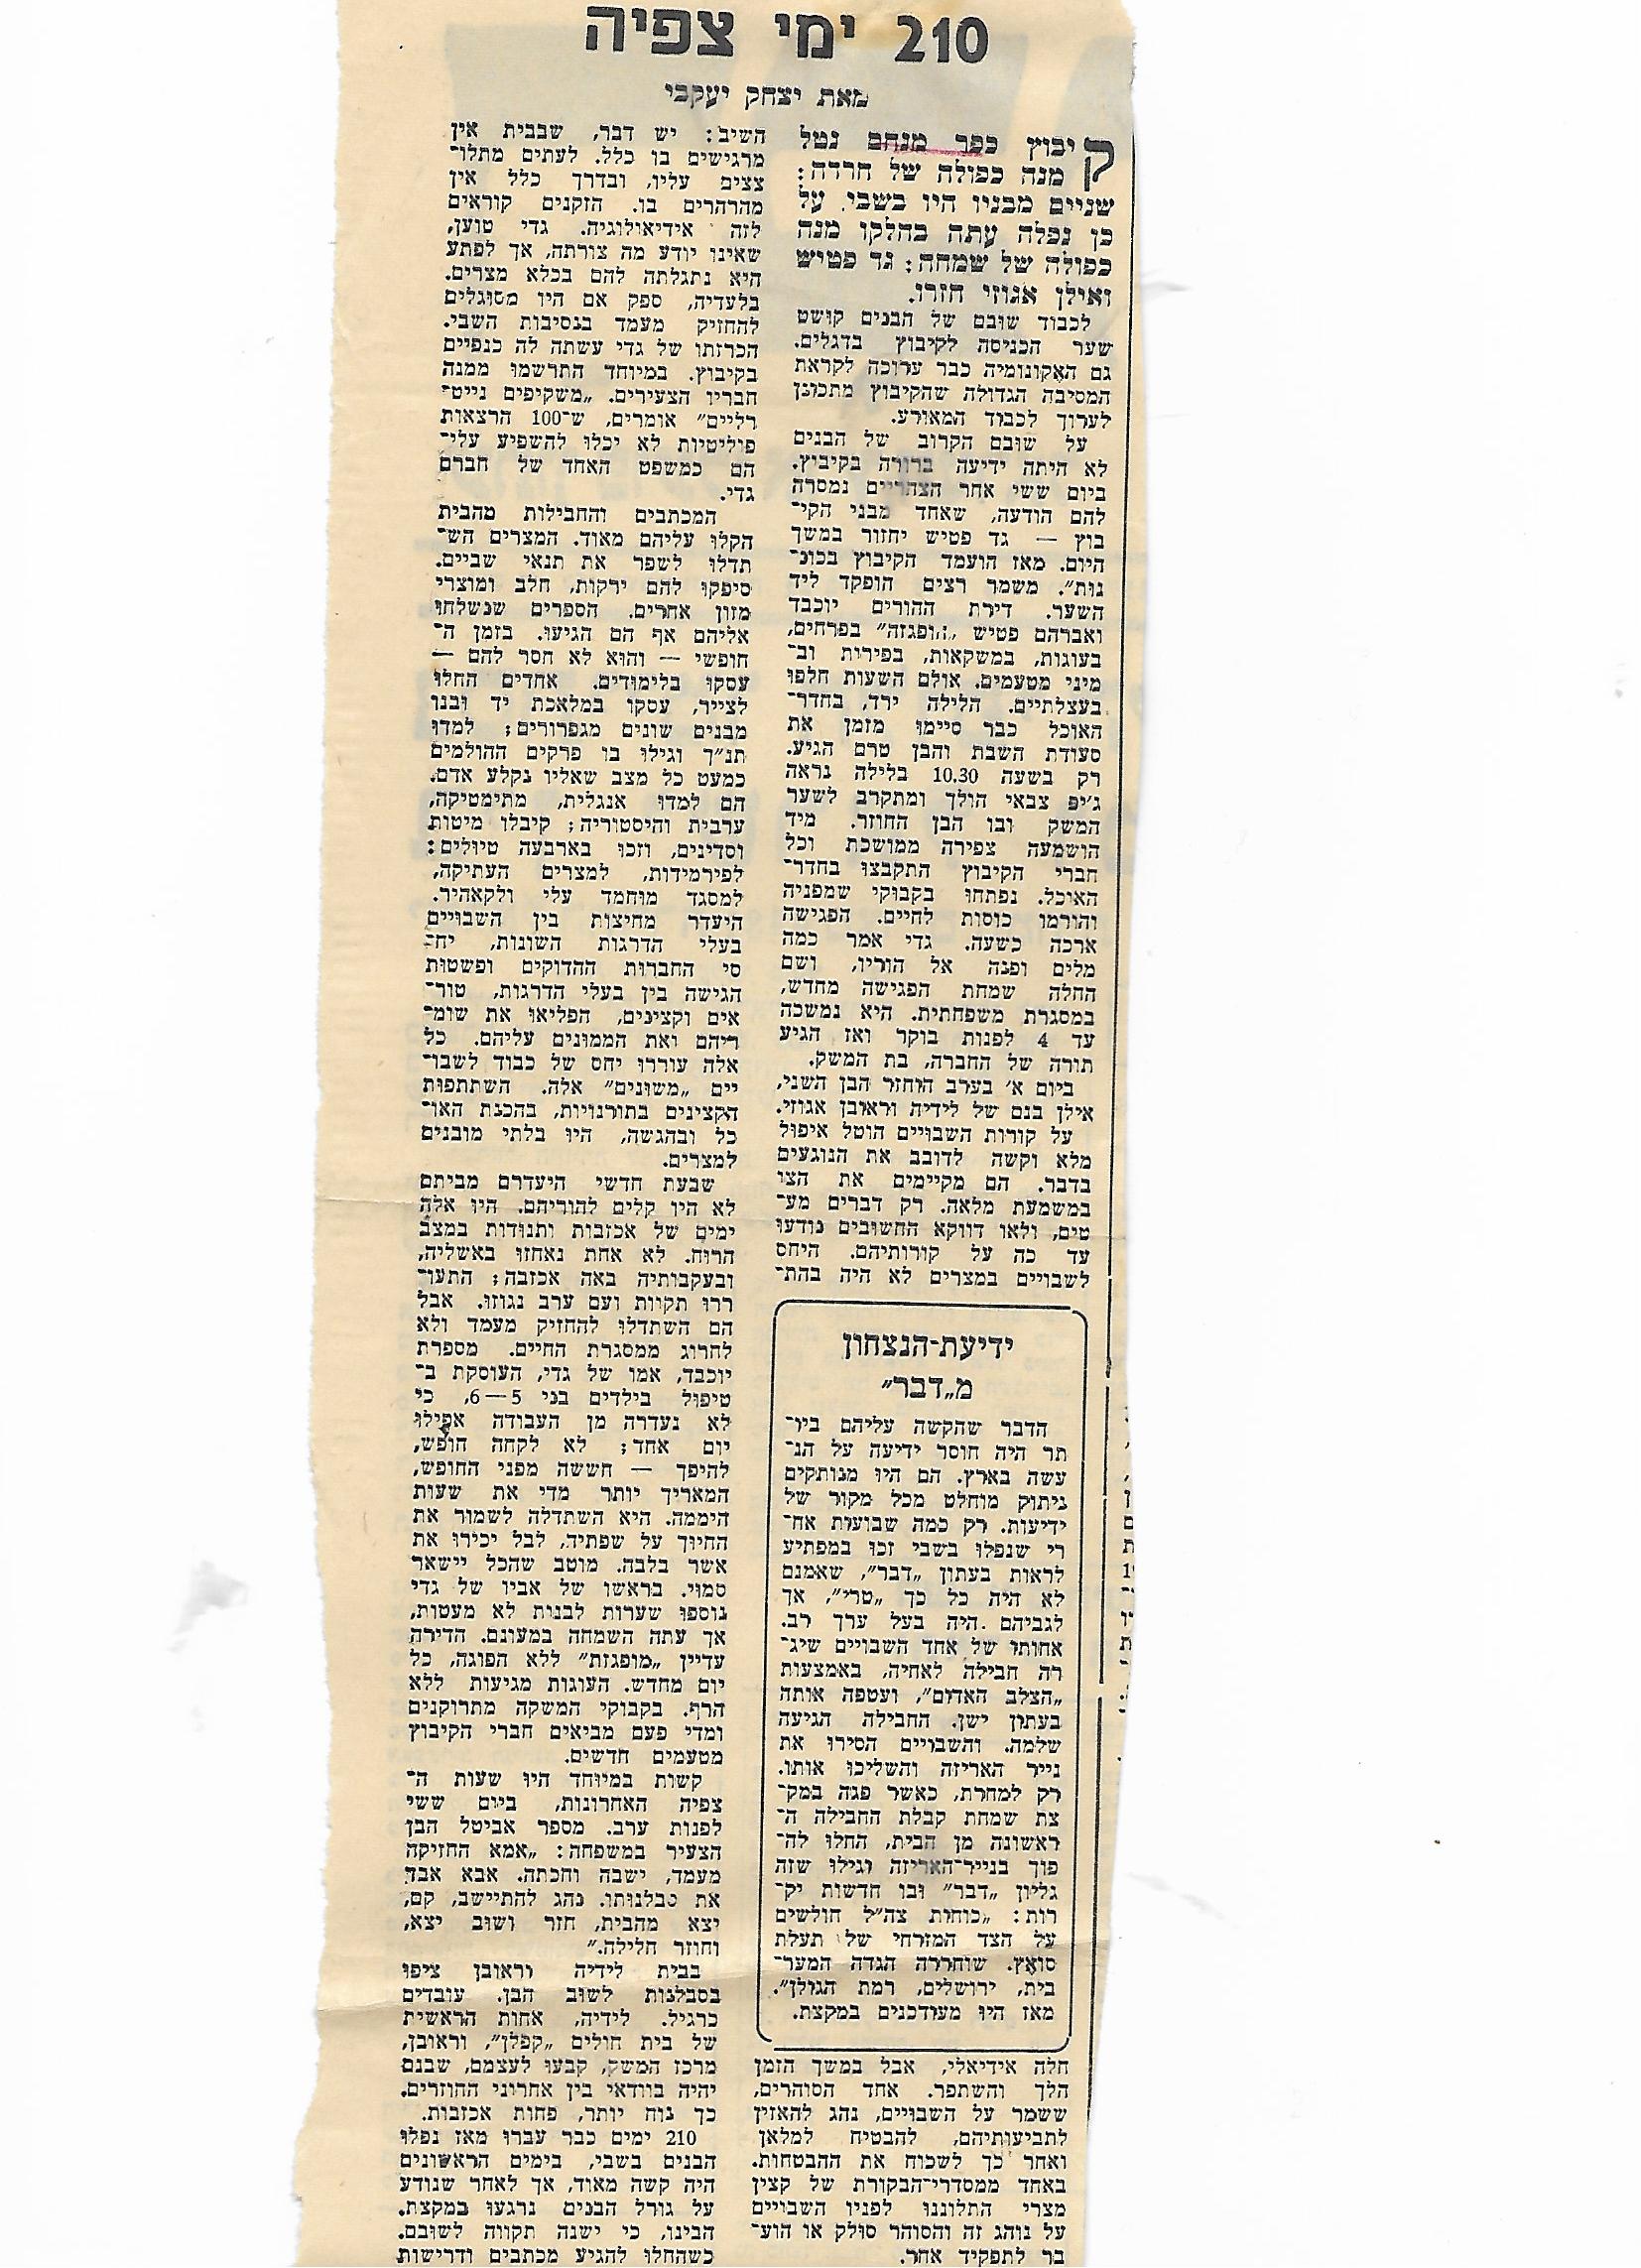 210 ימי צפיה
מאת יצחק יעקבי
קיבוץ כפר מנחם נטל
מנה כפולה של חרדה:
שניים מבניו היו בשבי. על
כן נפלה עתה בחלקו מנה
כפולה של שמחה: גד פטיש
ואילן אגוזי חזרו.
לכבוד שובם של הבנים קושט
שער הכניסה לקיבוץ בדגלים.
גם האקונומיה כבר ערוכה לקראת
המסיבה הגדולה שהקיבוץ מתכונן
לערוך לכבוד המאורע.
על שובם הקרוב של הבנים
לא היתה ידיעה ברורה בקיבוץ.
ביום ששי אחר הצהריים נמסרה
להם הודעה, שאחד מבני הקי־
בוץ — גד פטיש יחזור במשך
היום. מאז הועמד הקיבוץ בכונ־
נות". משמר רצים הופקד ליד
השער. דירת ההורים יוכבד
ואברהם פטיש „הופגזה" בפרחים,
בעוגות, במשקאות, בפירות וב־
מיני מטעמים. אולם השעות חלפו
בעצלתיים. הלילה ירד, בחדר־
האוכל כבר סיימו מזמן את
סעודת השבת והבן טרם הגיע.
רק בשעה 10.30 בלילה נראה
ג'יפ צבאי הולך ומתקרב לשער
המשק ובו הבן החוזר. מיד
הושמעה צפירה ממושכת וכל
חברי הקיבוץ התקבצו בחדר־
האוכל. נפתחו בקבוקי שמפניה
והורמו כוסות לחיים. הפגישה
ארכה כשעה. גדי אמר כמה
מלים ופנה אל הוריו, ושם
החלה שמחת הפגישה מחדש,
במסגרת משפחתית. היא נמשכה
עד 4 לפנות בוקר ואז הגיע
תורה של החברה, בת המשק.
ביום א' בערב הוחזר הבן השני,
אילן בנם של לידיה וראובן אגוזי.
על קורות השבויים הוטל איפול
מלא וקשה לדובב את הנוגעים
בדבר. הם מקיימים את הצו
במשמעת מלאה. רק דברים מע־
טים, ולאו דווקא החשובים נודעו
עד כה על קורותיהם. היחס
לשבויים במצרים לא היה בהת־
ידיעת־הנצחון
מ„דבר"
הדבר שהקשה עליהם ביו־
תר היה חוסר ידיעה על הנ־
עשה בארץ. הם היו מנותקים
ניתוק מוחלט מכל מקור של
ידיעות. רק כמה שבועות אח־
רי שנפלו בשבי זכו במפתיע
לראות בעתון „דבר", שאמנם
לא היה כל כך „טרי", אך
לגביהם היה בעל ערך רב.
אחותו של אחד השבויים שיג־
רה חבילה לאחיה, באמצעות
„הצלב האדום", ועטפה אותה
בעתון ישן. החבילה הגיעה
שלמה. והשבויים הסירו את
נייר האריזה והשליכו אותו.
רק למחרת, כאשר פגה במק־
צת שמחת קבלת החבילה ה־
ראשונה מן הבית, החלו לה־
פוך בנייר־האריזה וגילו שזה
גליון „דבר" ובו חדשות יק־
רות: „כוחות צה"ל חולשים
על הצד המזרחי של תעלת
סואץ. שוחררה הגדה המער־
בית, ירושלים, רמת הגולן".
מאז היו מעודכנים במקצת.
חלה אידיאלי, אבל במשך הזמן
הלך והשתפר. אחד הסוהרים,
ששמר על השבויים, נהג להאזין
לתביעותיהם, להבטיח למלאן
ואחר כך לשכוח את ההבטחות.
באחד ממסדרי־הבקורת של קצין
מצרי התלוננו לפניו השבויים
על נוהג זה והסוהר סולק או הוע־
בר לתפקיד אחר.
השיב: יש דבר, שבבית אין
מרגישים בו כלל. לעתים מתלו־
צצים עליו, ובדרך כלל אין
מהרהרים בו. הזקנים קוראים
לזה אידיאולוגיה. גדי טוען,
שאינו יודע מה צורתה, אך לפתע
היא נתגלתה להם בכלא מצרים.
בלעדיה, ספק אם היו מסוגלים
להחזיק מעמד בנסיבות השבי.
הכרזתו של גדי עשתה לה כנפיים
בקיבוץ. במיוחד התרשמו ממנה
חבריו הצעירים. „משקיפים נייט־
רליים" אומרים, ש־100 הרצאות
פוליטיות לא יכלו להשפיע עלי־
הם כמשפט האחד של חברם
גדי.
המכתבים והחבילות מהבית
הקלו עליהם מאוד. המצרים הש־
תדלו לשפר את תנאי שביים.
סיפקו להם ירקות, חלב ומוצרי
מזון אחרים. הספרים שנשלחו
אליהם אף הם הגיעו. בזמן ה־
חופשי — והוא לא חסר להם —
עסקו בלימודים. אחדים החלו
לצייר, עסקו במלאכת יד ובנו
מבנים שונים מגפרורים; למדו
תנ"ך וגילו בו פרקים ההולמים
כמעט כל מצב שאליו נקלע אדם.
הם למדו אנגלית, מתימטיקה,
ערבית והיסטוריה; קיבלו מיטות
וסדינים, וזכו בארבעה טיולים:
לפירמידות, למצרים העתיקה,
למסגד מוחמד עלי ולקאהיר.
היעדר מחיצות בין השבויים
בעלי הדרגות השונות, יח־
סי החברות ההדוקים ופשטות
הגישה בין בעלי הדרגות, טור־
אים וקצינים, הפליאו את שומ־
ריהם ואת הממונים עליהם. כל
אלה עוררו יחס של כבוד לשבו־
יים „משונים" אלה. השתתפות
הקצינים בתורנויות, בהכנת האו־
כל ובהגשה, היו בלתי מובנים
למצרים.
שבעת חדשי היעדרם מביתם
לא היו קלים להוריהם. היו אלה
ימים של אכזבות ותנודות במצב
הרוח. לא אחת נאחזו באשליה,
ובעקבותיה באה אכזבה; התעו־
ררו תקוות ועם ערב נגוזו. אבל
הם השתדלו להחזיק מעמד ולא
לחרוג ממסגרת החיים. מספרת
יוכבד, אמו של גדי, העוסקת ב־
טיפול בילדים בני 5—6, כי
לא נעדרה מן העבודה אפילו
יום אחד; לא לקחה חופש,
להיפך — חששה מפני החופש,
המאריך יותר מדי את שעות
היממה. היא השתדלה לשמור את
החיוך על שפתיה, לבל יכירו את
אשר בלבה. מוטב שהכל יישאר
סמוי. בראשו של אביו של גדי
נוספו שערות לבנות לא מעטות,
אך עתה השמחה במעונם. הדירה
עדיין „מופגזת" ללא הפוגה, כל
יום מחדש. העוגות מגיעות ללא
הרף. בקבוקי המשקה מתרוקנים
ומדי פעם מביאים חברי הקיבוץ
מטעמים חדשים.
קשות במיוחד היו שעות ה־
צפיה האחרונות, ביום ששי
לפנות ערב. מספר אביטל הבן
הצעיר במשפחה: „אמא החזיקה
מעמד, ישבה וחכתה. אבא אבד
את סבלנותו. נהג להתיישב, קם,
יצא מהבית, חזר ושוב יצא,
וחוזר חלילה."
בבית לידיה וראובן ציפו
בסבלנות לשוב הבן. עובדים
כרגיל. לידיה, אחות הראשית
של בית חולים „קפלן", וראובן,
מרכז המשק, קבעו לעצמם, שבנם
יהיה בוודאי בין אחרוני החוזרים.
כך נוח יותר, פחות אכזבות.
210 ימים כבר עברו מאז נפלו
הבנים בשבי, בימים הראשונים
היה קשה מאוד, אך לאחר שנודע
על גורל הבנים נרגעו במקצת.
הבינו, כי ישנה תקווה לשובם.
כשהחלו להגיע מכתבים ודרישות